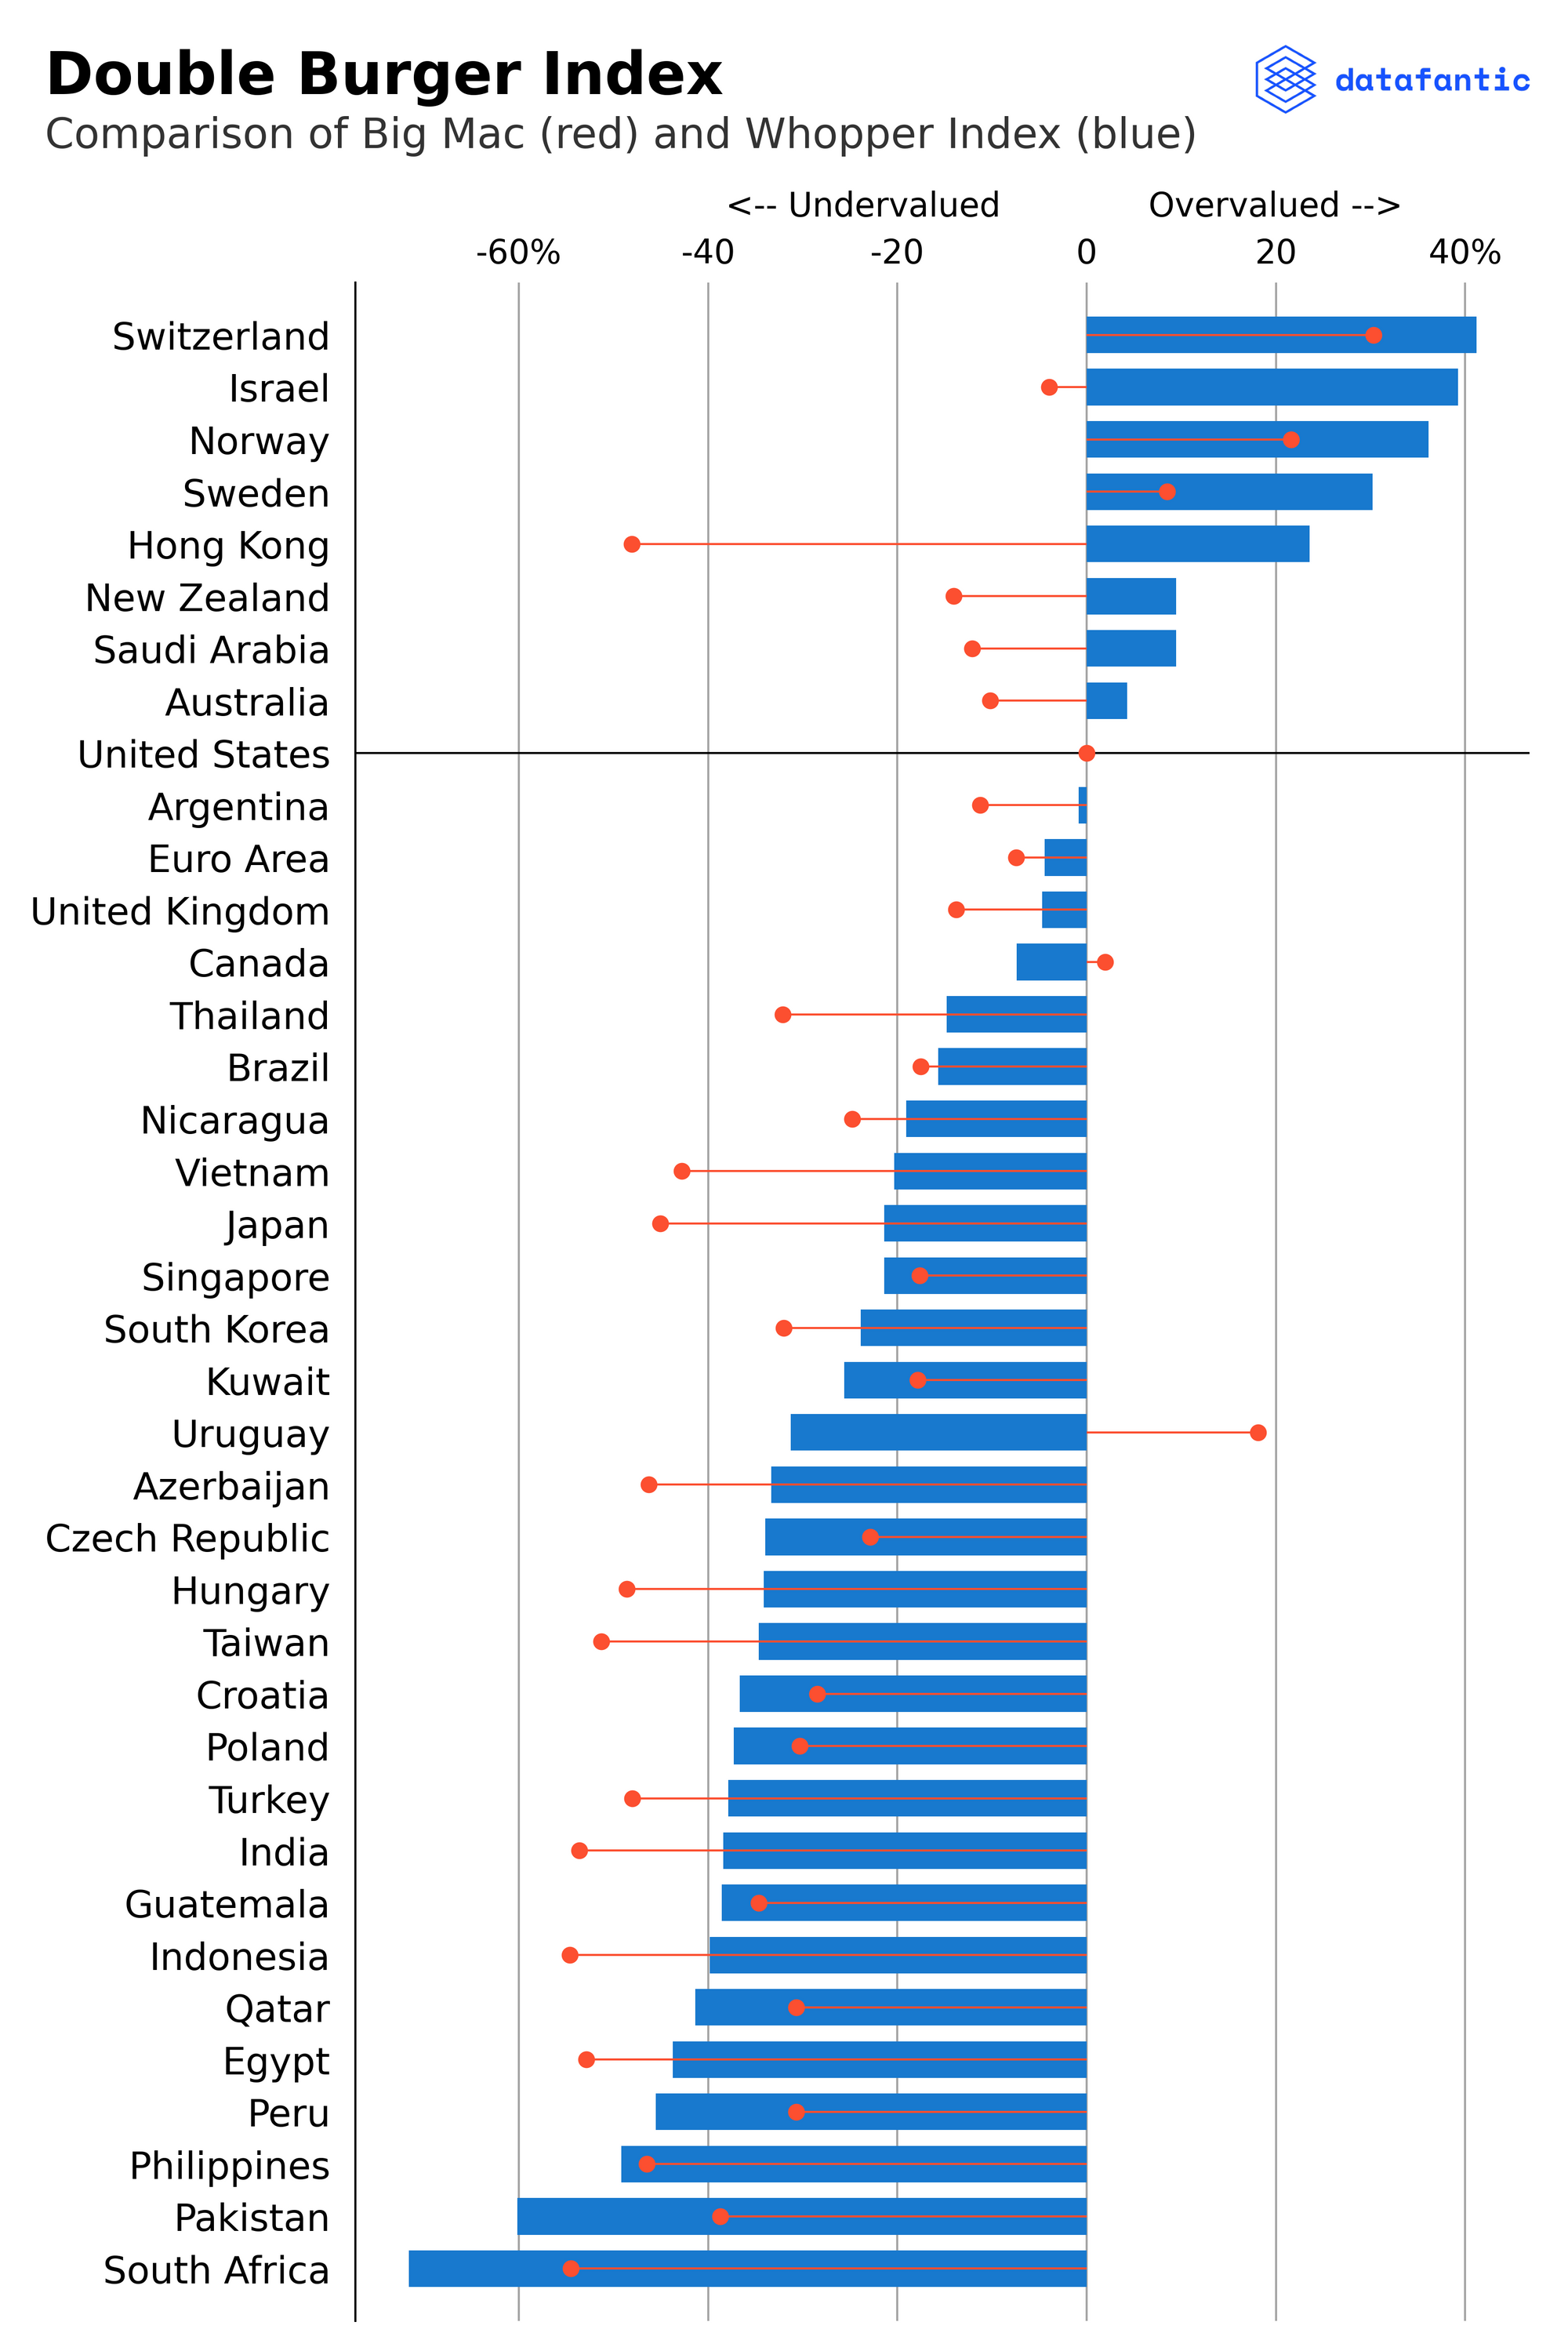 Double Burger Index
datafantic
Comparison of Big Mac (red) and Whopper Index (blue)
<-- Undervalued Overvalued -->
-60% -40 -20 0 20 40%
Switzerland
Israel
Norway
Sweden
Hong Kong
New Zealand
Saudi Arabia
Australia
United States
Argentina
Euro Area
United Kingdom
Canada
Thailand
Brazil
Nicaragua
Vietnam
Japan
Singapore
South Korea
Kuwait
Uruguay
Azerbaijan
Czech Republic
Hungary
Taiwan
Croatia
Poland
Turkey
India
Guatemala
Indonesia
Qatar
Egypt
Peru
Philippines
Pakistan
South Africa